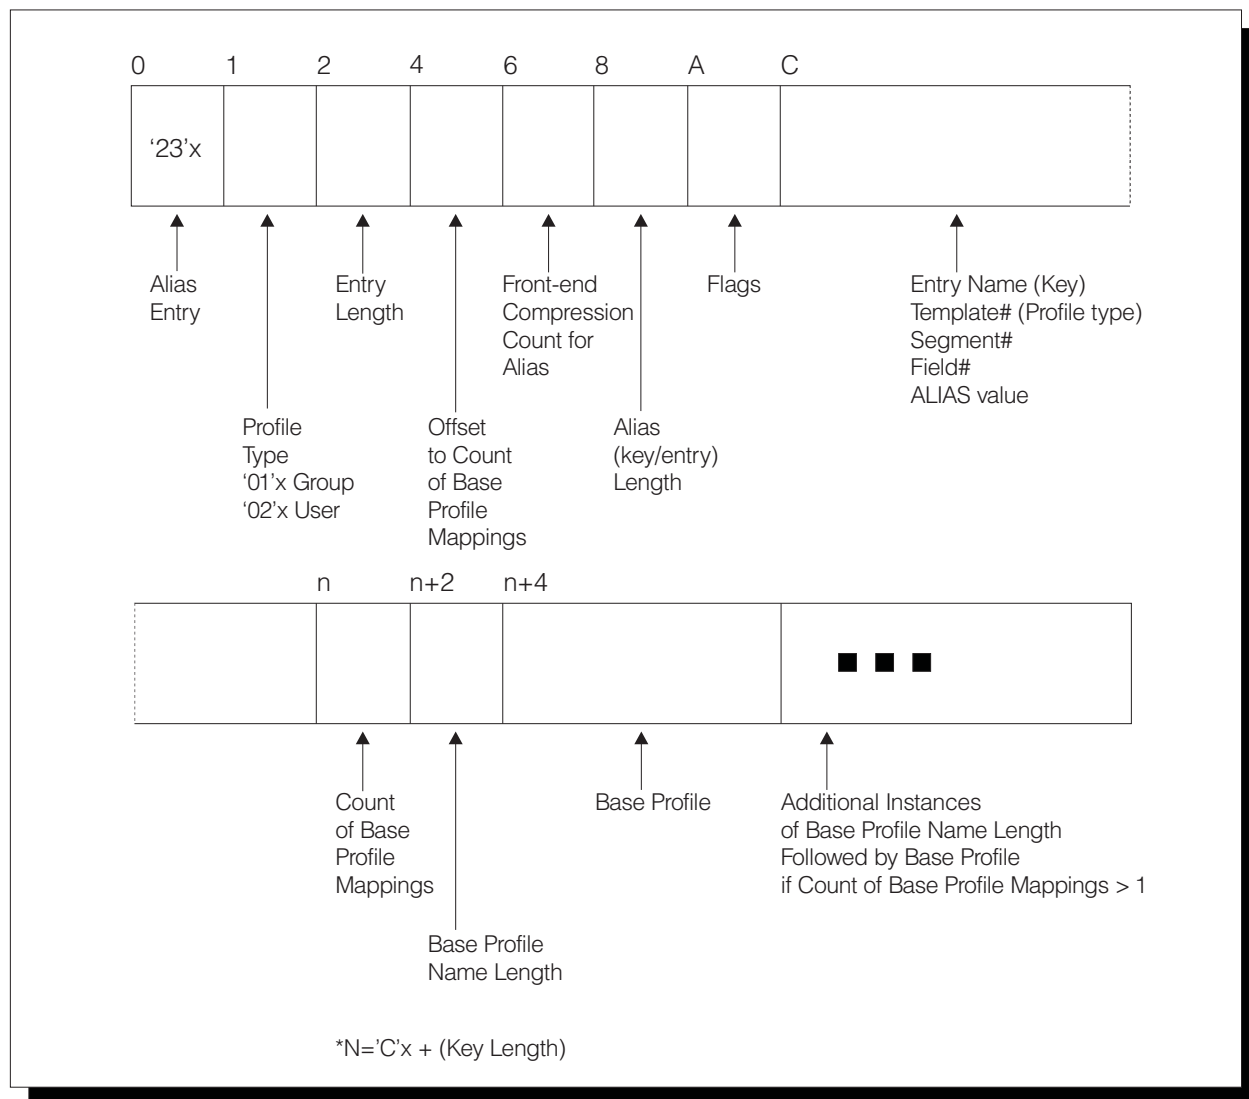 0 1 2 4 6 8 A C
‘23’x
Alias
Entry
Entry
Length
Front-end
Compression
Count for
Alias
Flags
Entry Name (Key)
Template# (Profile type)
Segment#
Field#
ALIAS value
Profile
Type
‘01’x Group
‘02’x User
Offset
to Count
of Base
Profile
Mappings
Alias
(key/entry)
Length
n n+2 n+4
Count
of Base
Profile
Mappings
Base Profile
Additional Instances
of Base Profile Name Length
Followed by Base Profile
if Count of Base Profile Mappings > 1
Base Profile
Name Length
*N=’C’x + (Key Length)